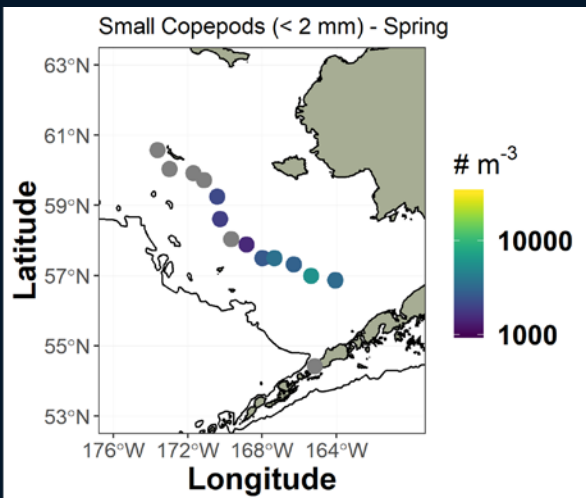 Small Copepods (< 2 mm) - Spring
63°N
61°N
59°N
57°N
55°N
53°N
Latitude
176°W 172°W 168°W 164°W
Longitude
# m⁻³
10000
1000